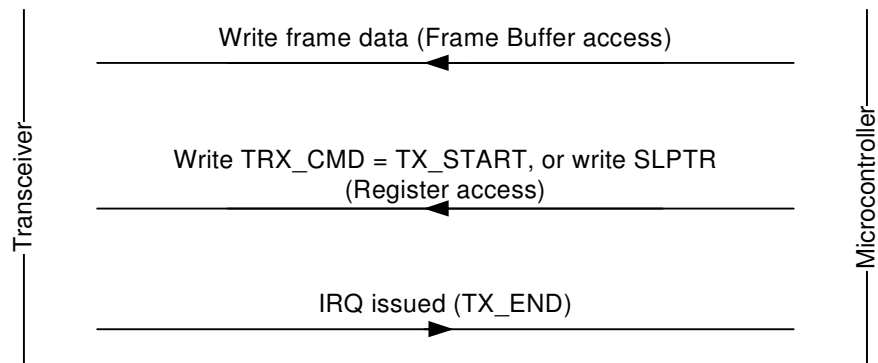 Write frame data (Frame Buffer access)
Transceiver
Write TRX_CMD = TX_START, or write SLPTR
(Register access)
Microcontroller
IRQ issued (TX_END)